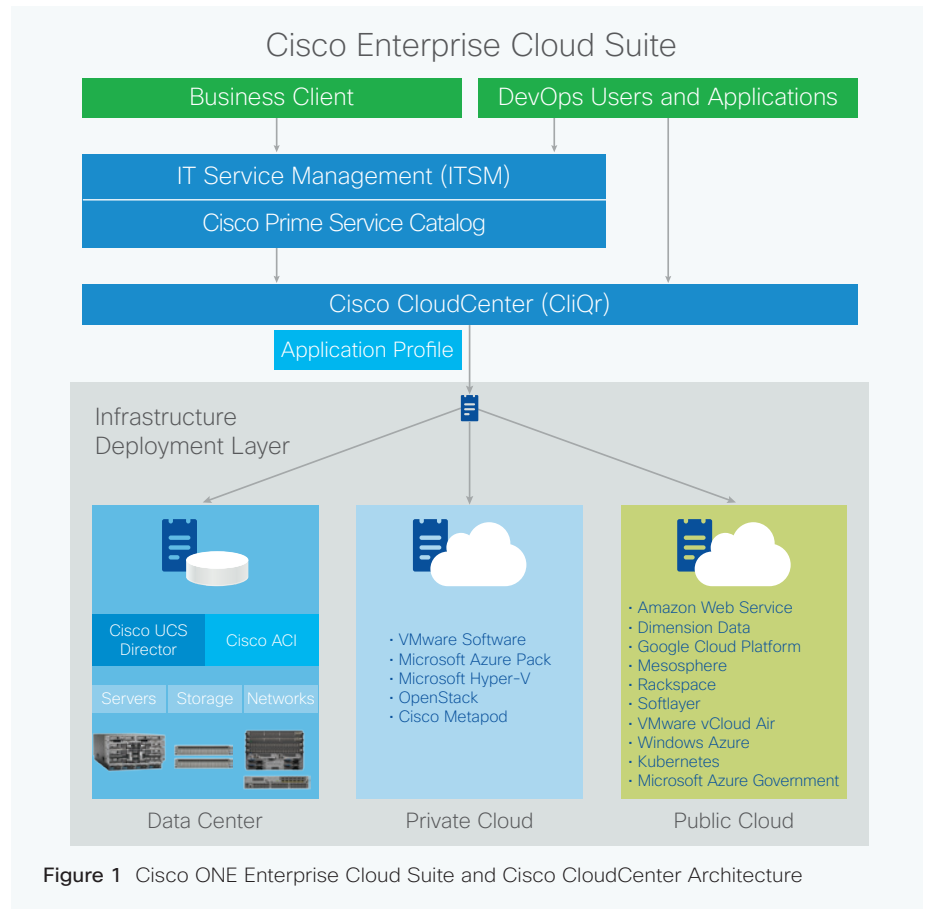 Cisco Enterprise Cloud Suite
Business Client
DevOps Users and Applications
IT Service Management (ITSM)
Cisco Prime Service Catalog
Cisco CloudCenter (CliQr)
Application Profile
Infrastructure
Deployment Layer
Cisco UCS
Director
Cisco ACI
Servers
Storage
Networks
Data Center
• VMware Software
• Microsoft Azure Pack
• Microsoft Hyper-V
• OpenStack
• Cisco Metapod
Private Cloud
• Amazon Web Service
• Dimension Data
• Google Cloud Platform
• Mesosphere
• Rackspace
• Softlayer
• VMware vCloud Air
• Windows Azure
• Kubernetes
• Microsoft Azure Government
Public Cloud
Figure 1 Cisco ONE Enterprise Cloud Suite and Cisco CloudCenter Architecture